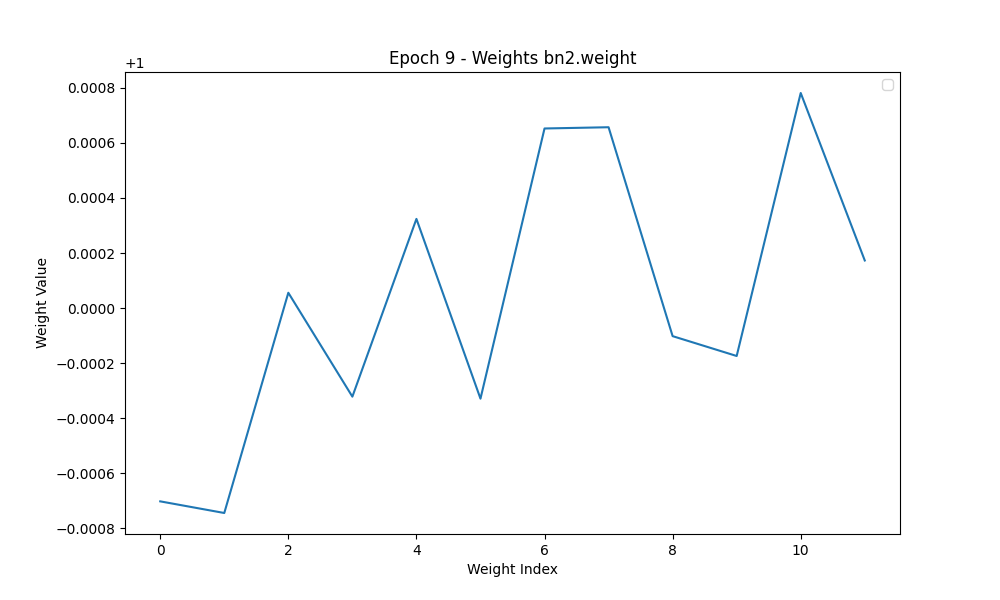 Epoch 9 - Weights bn2.weight
+1
0.0008
0.0006
0.0004
0.0002
0.0000
−0.0002
−0.0004
−0.0006
−0.0008
Weight Value
0 2 4 6 8 10
Weight Index